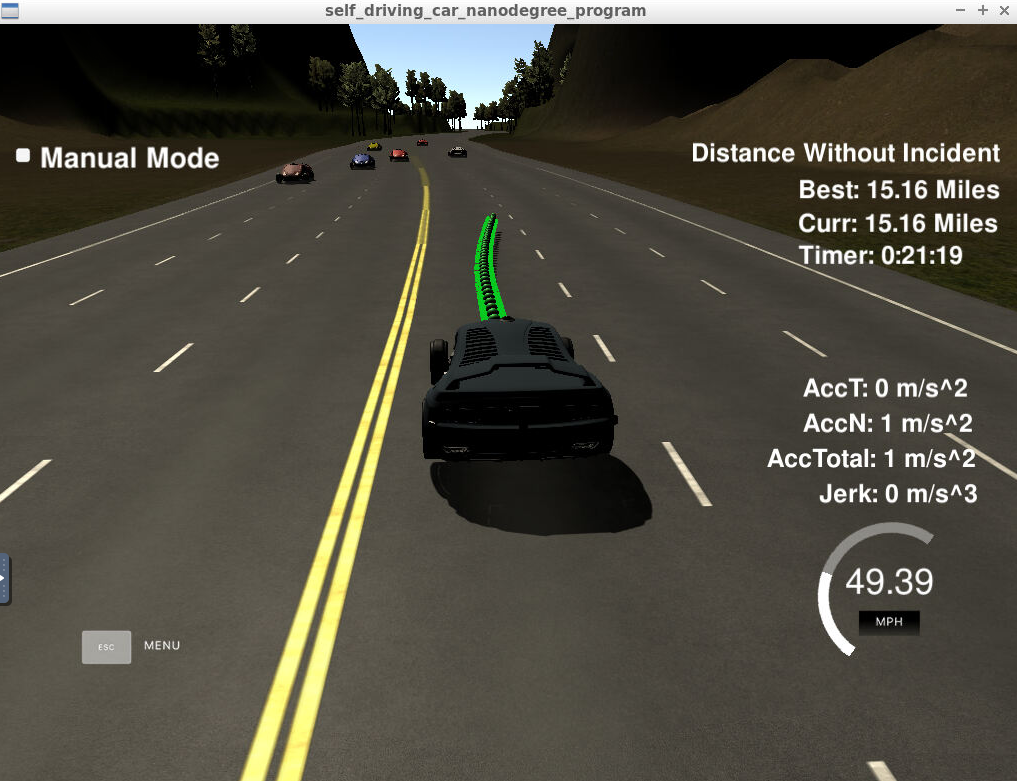 self_driving_car_nanodegree_program
Manual Mode
Distance Without Incident
Best: 15.16 Miles
Curr: 15.16 Miles
Timer: 0:21:19
AccT: 0 m/s^2
AccN: 1 m/s^2
AccTotal: 1 m/s^2
Jerk: 0 m/s^3
49.39
MPH
ESC MENU